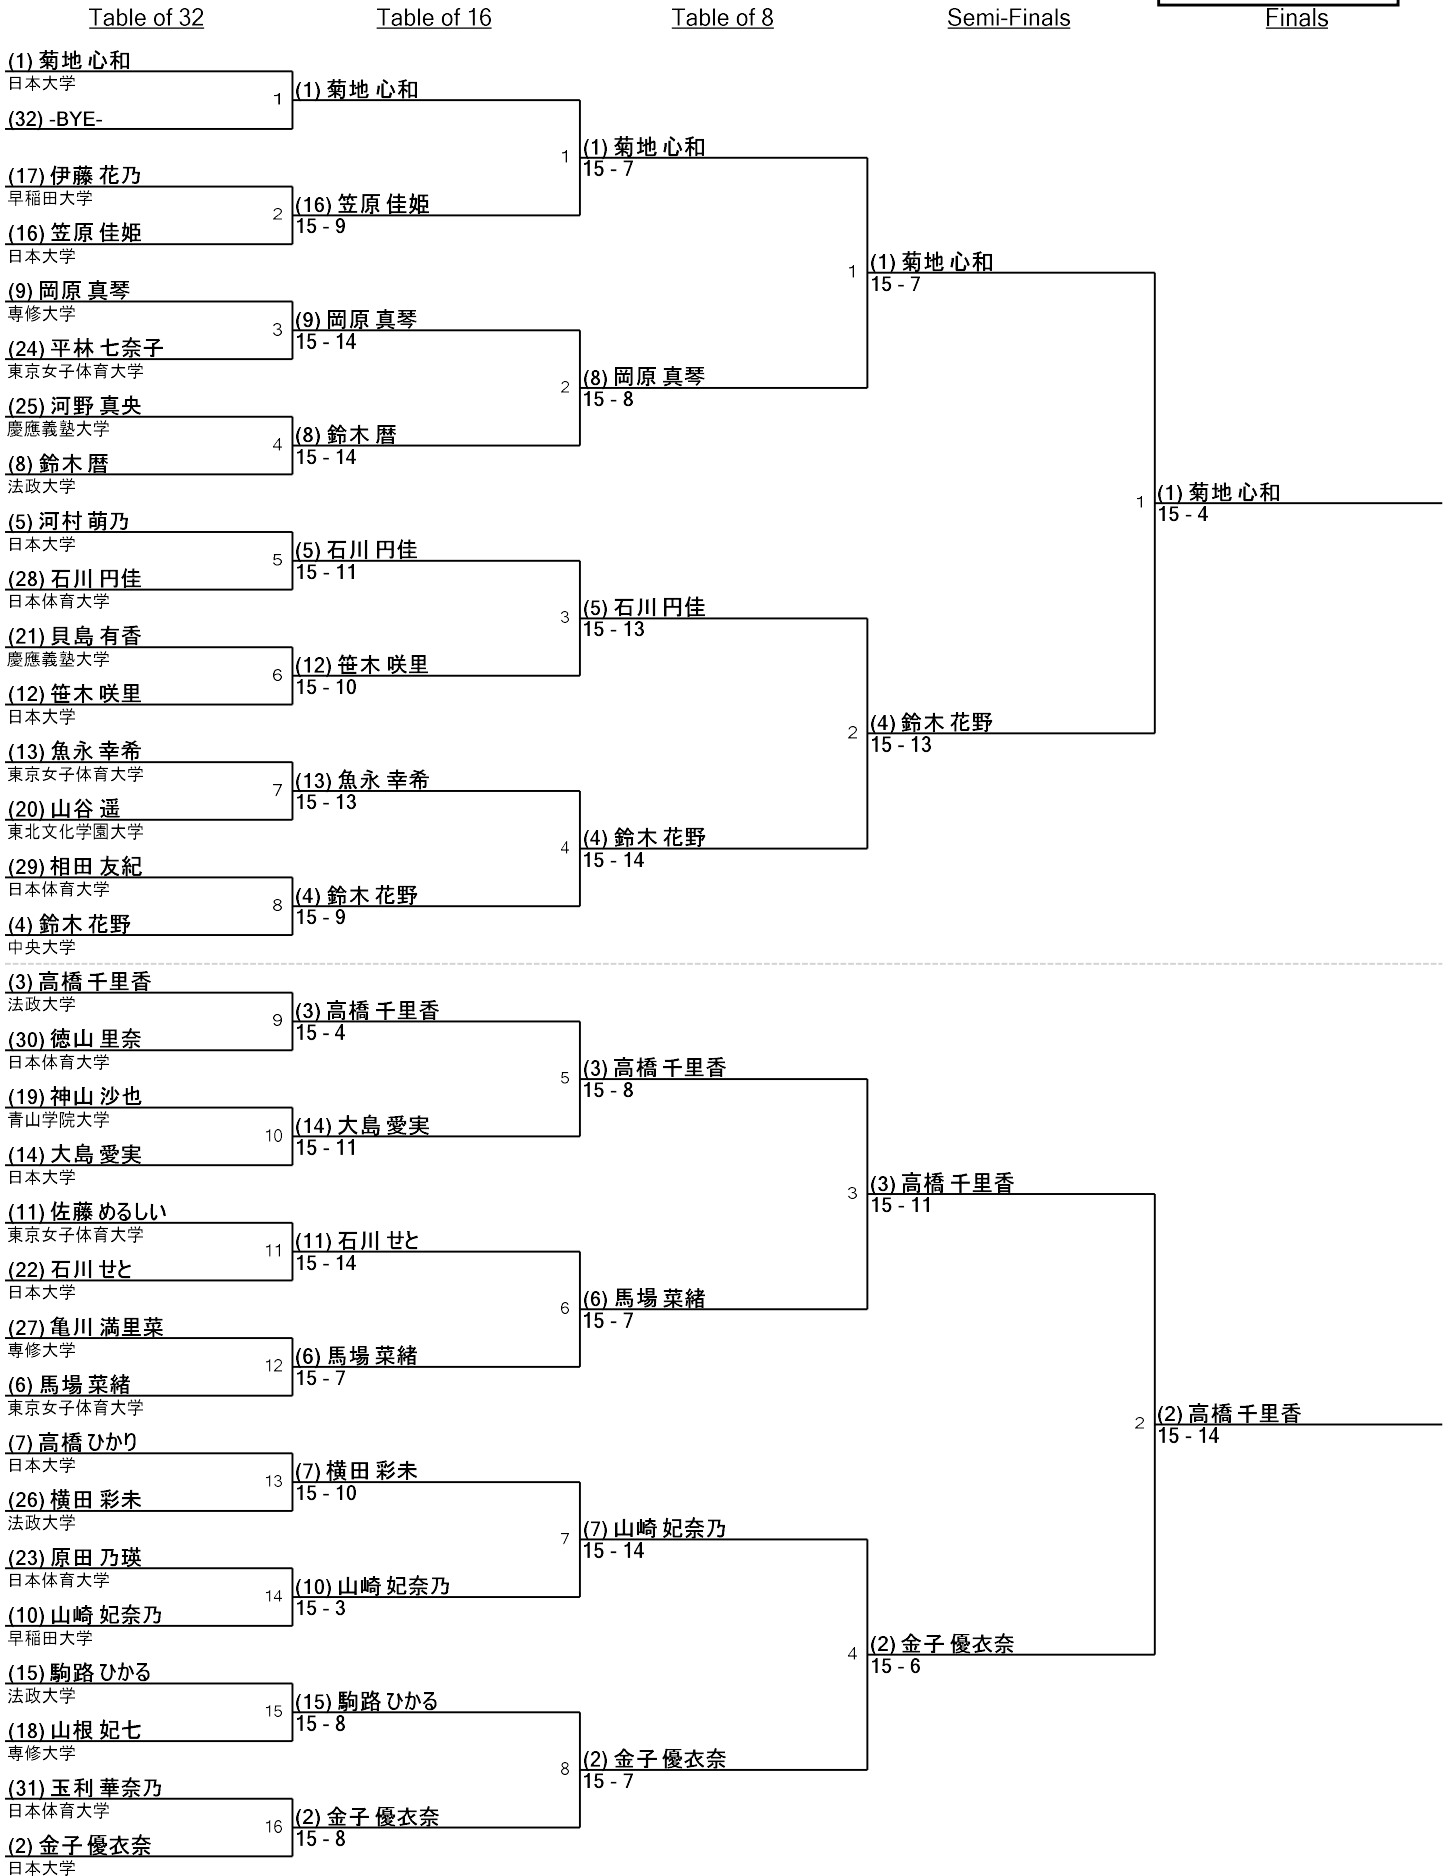 Table of 32
Table of 16
Table of 8
Semi-Finals
Finals
(1) 菊地 心和
日本大学
(32) -BYE-
(17) 伊藤 花乃
早稲田大学
(16) 笠原 佳姫
日本大学
(9) 岡原 真琴
専修大学
(24) 平林 七奈子
東京女子体育大学
(25) 河野 真央
慶應義塾大学
(8) 鈴木 暦
法政大学
(5) 河村 萌乃
日本大学
(28) 石川 円佳
日本体育大学
(21) 貝島 有香
慶應義塾大学
(12) 笹木 咲里
日本大学
(13) 魚永 幸希
東京女子体育大学
(20) 山谷 遥
東北文化学園大学
(29) 相田 友紀
日本体育大学
(4) 鈴木 花野
中央大学
(3) 高橋 千里香
法政大学
(30) 徳山 里奈
日本体育大学
(19) 神山 沙也
青山学院大学
(14) 大島 愛実
日本大学
(11) 佐藤 めるしい
東京女子体育大学
(22) 石川 せと
日本大学
(27) 亀川 満里菜
専修大学
(6) 馬場 菜緒
東京女子体育大学
(7) 高橋 ひかり
日本大学
(26) 横田 彩未
法政大学
(23) 原田 乃瑛
日本体育大学
(10) 山崎 妃奈乃
早稲田大学
(15) 駒路 ひかる
法政大学
(18) 山根 妃七
専修大学
(31) 玉利 華奈乃
日本体育大学
(2) 金子 優衣奈
日本大学
1
(1) 菊地 心和
2
(16) 笠原 佳姫
15 - 9
3
(9) 岡原 真琴
15 - 14
4
(8) 鈴木 暦
15 - 14
5
(5) 石川 円佳
15 - 11
6
(12) 笹木 咲里
15 - 10
7
(13) 魚永 幸希
15 - 13
8
(4) 鈴木 花野
15 - 9
9
(3) 高橋 千里香
15 - 4
10
(14) 大島 愛実
15 - 11
11
(11) 石川 せと
15 - 14
12
(6) 馬場 菜緒
15 - 7
13
(7) 横田 彩未
15 - 10
14
(10) 山崎 妃奈乃
15 - 3
15
(15) 駒路 ひかる
15 - 8
16
(2) 金子 優衣奈
15 - 8
1
(1) 菊地 心和
15 - 7
2
(8) 岡原 真琴
15 - 8
3
(5) 石川 円佳
15 - 13
4
(4) 鈴木 花野
15 - 14
5
(3) 高橋 千里香
15 - 8
6
(6) 馬場 菜緒
15 - 7
7
(7) 山崎 妃奈乃
15 - 14
8
(2) 金子 優衣奈
15 - 7
1
(1) 菊地 心和
15 - 7
2
(4) 鈴木 花野
15 - 13
3
(3) 高橋 千里香
15 - 11
4
(2) 金子 優衣奈
15 - 6
1
(1) 菊地 心和
15 - 4
2
(2) 高橋 千里香
15 - 14